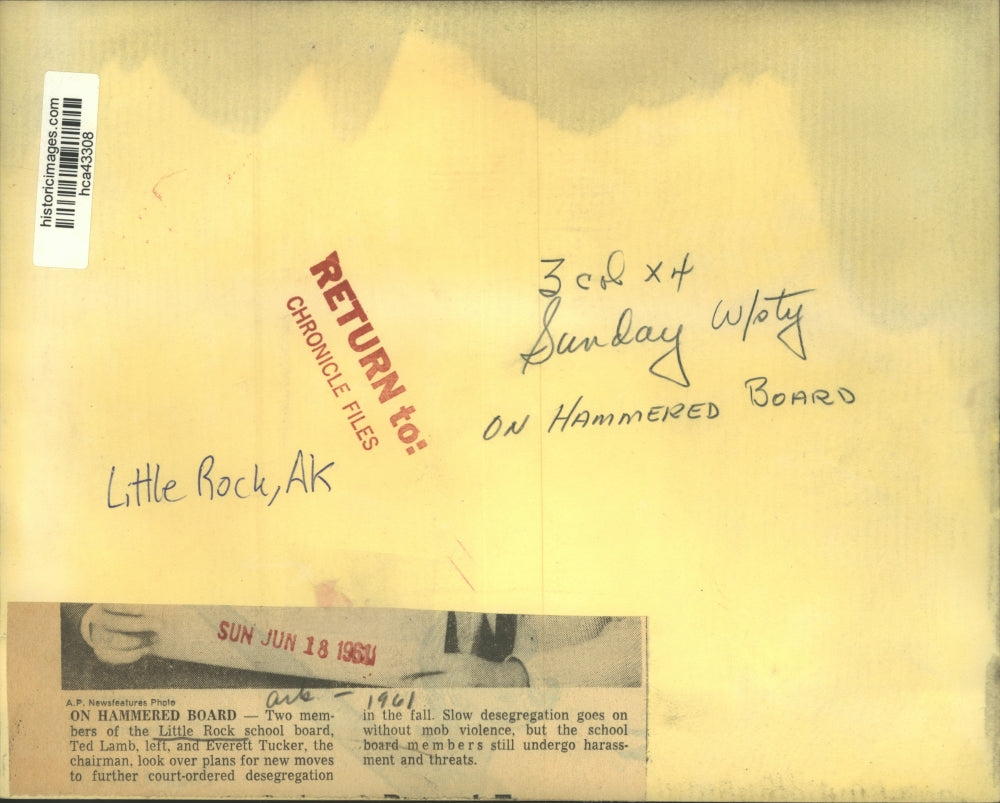 historicimages.com
hca43308
RETURN to:
CHRONICLE FILES
3 col x 4
Sunday w/sty
ON HAMMERED BOARD
Little Rock, AK
SUN JUN 18 1961
A.P. Newsfeatures Photo
ark - 1961
ON HAMMERED BOARD — Two mem-
bers of the Little Rock school board,
Ted Lamb, left, and Everett Tucker, the
chairman, look over plans for new moves
to further court-ordered desegregation
in the fall. Slow desegregation goes on
without mob violence, but the school
board members still undergo harass-
ment and threats.